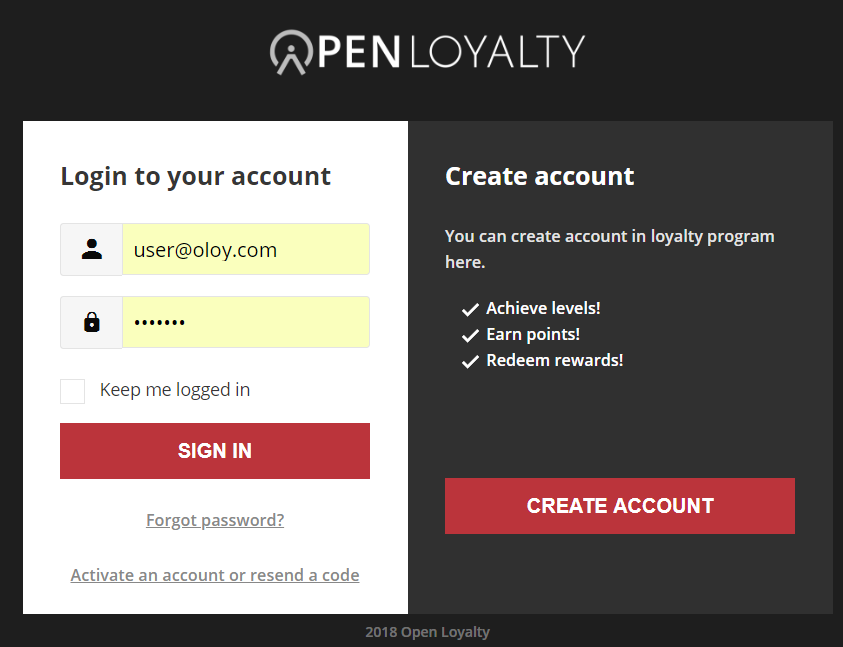 OPEN LOYALTY
Login to your account
user@oloy.com
•••••••
Keep me logged in
SIGN IN
Forgot password?
Activate an account or resend a code
Create account
You can create account in loyalty program
here.
Achieve levels!
Earn points!
Redeem rewards!
CREATE ACCOUNT
2018 Open Loyalty